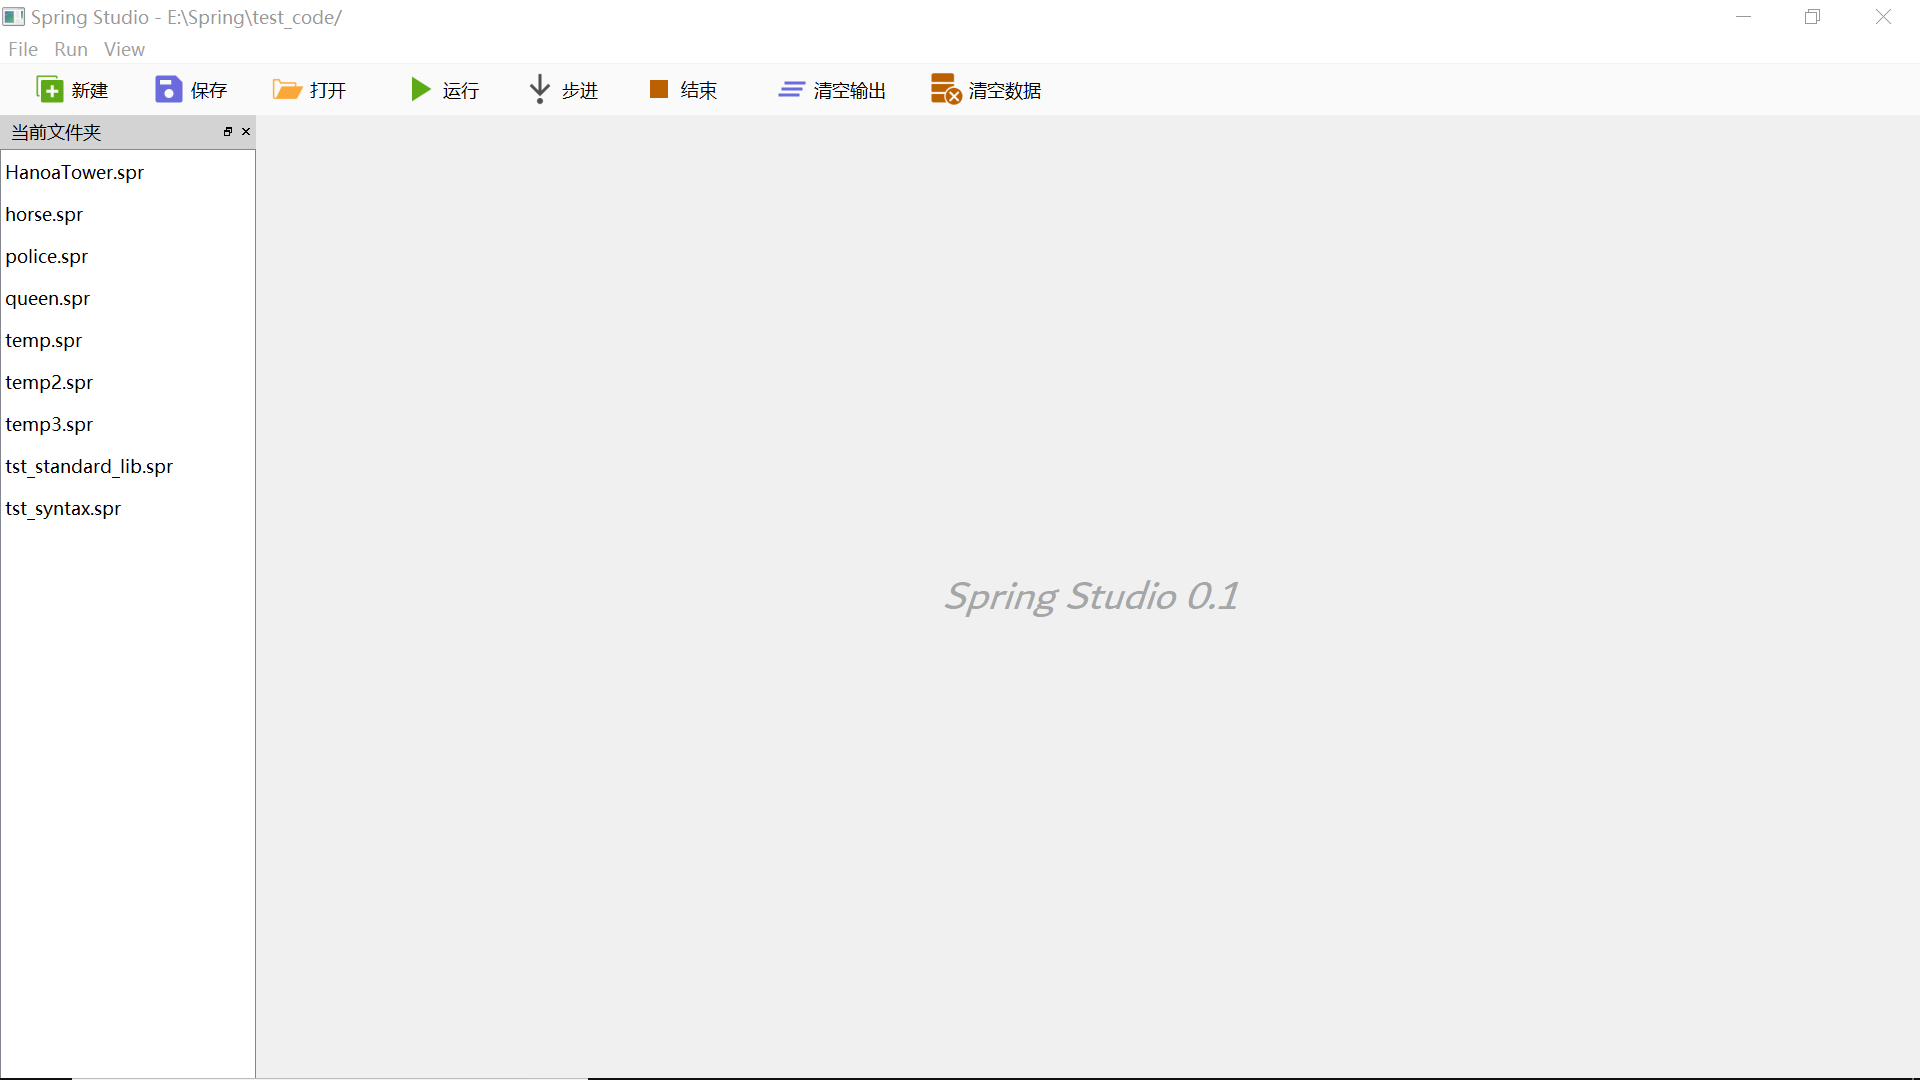 Spring Studio - E:\Spring\test_code/
File Run View
新建 保存 打开 运行 步进 结束 清空输出 清空数据
当前文件夹
HanoaTower.spr
horse.spr
police.spr
queen.spr
temp.spr
temp2.spr
temp3.spr
tst_standard_lib.spr
tst_syntax.spr
Spring Studio 0.1